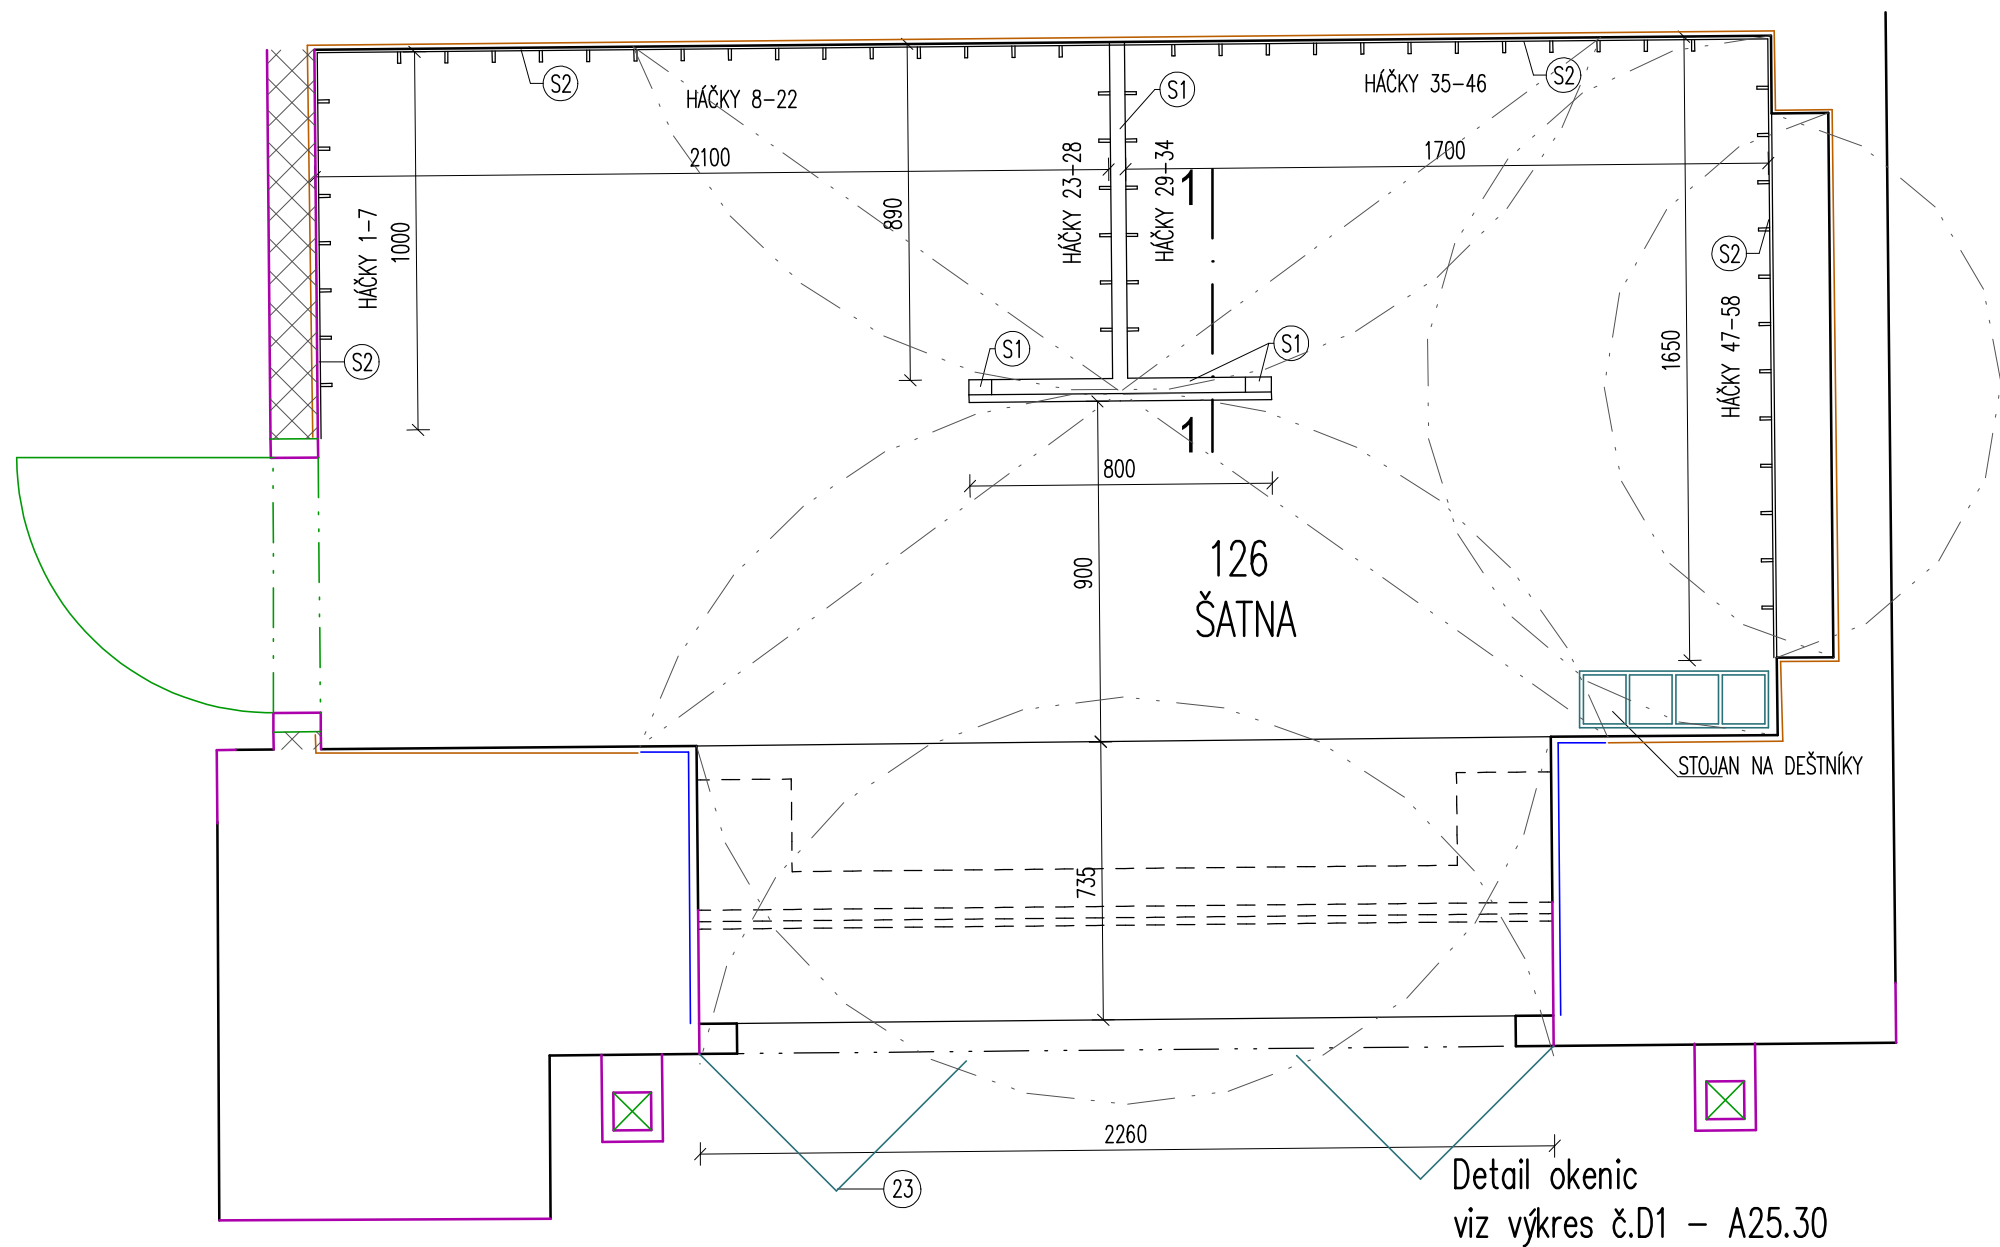 S2
HÁČKY 8-22
S1
HÁČKY 35-46
S2
2100
1700
HÁČKY 1-7
1000
890
HÁČKY 23-28
HÁČKY 29-34
1
S2
1650
HÁČKY 47-58
S2
S1
S1
1
800
900
126
ŠATNA
STOJAN NA DEŠTNÍKY
735
2260
23
Detail okenic
viz výkres č.D1 - A25.30